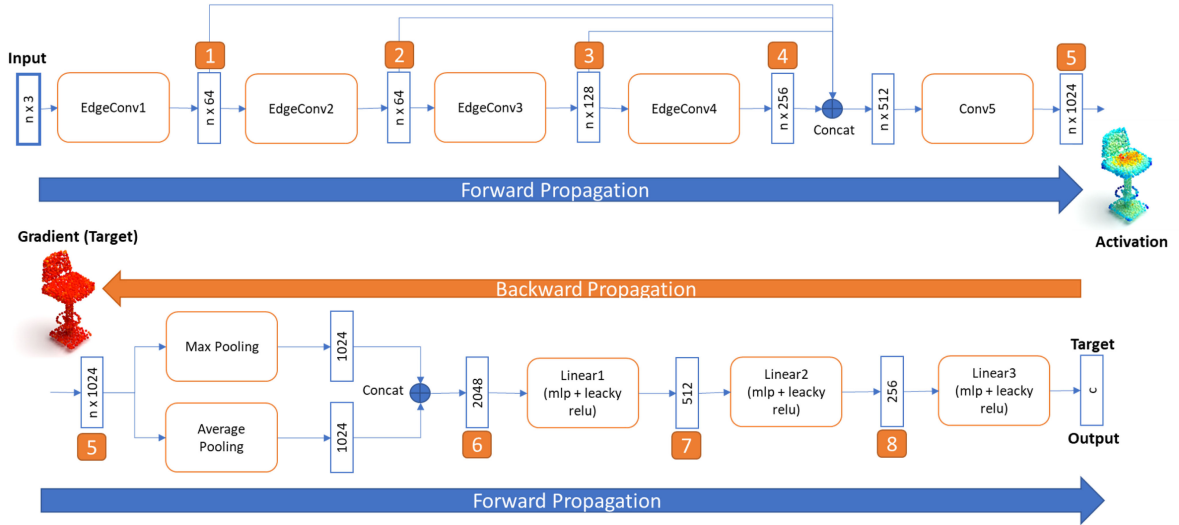 1
2
3
4
5
Input
n x 3
EdgeConv1
n x 64
EdgeConv2
n x 64
EdgeConv3
n x 128
EdgeConv4
n x 256
Concat
n x 512
Conv5
n x 1024
Forward Propagation
Activation
Gradient (Target)
Backward Propagation
n x 1024
5
Max Pooling
1024
Average
Pooling
1024
Concat
2048
6
Linear1
(mlp + leacky
relu)
512
7
Linear2
(mlp + leacky
relu)
256
8
Linear3
(mlp + leacky
relu)
Target
c
Output
Forward Propagation